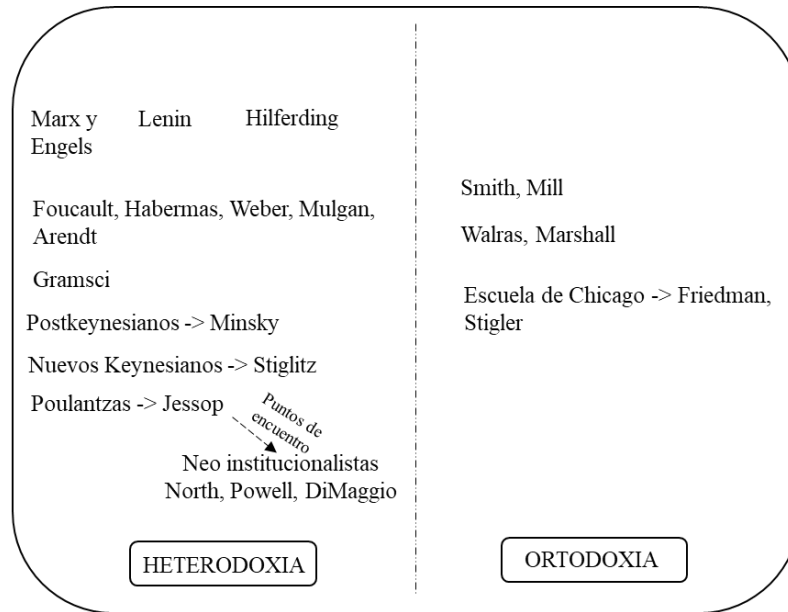 Marx y Engels
Lenin
Hilferding
Foucault, Habermas, Weber, Mulgan,
Arendt
Gramsci
Postkeynesianos -> Minsky
Nuevos Keynesianos -> Stiglitz
Poulantzas -> Jessop
Puntos de
encuentro
Neo institucionalistas
North, Powell, DiMaggio
HETERODOXIA
Smith, Mill
Walras, Marshall
Escuela de Chicago -> Friedman,
Stigler
ORTODOXIA